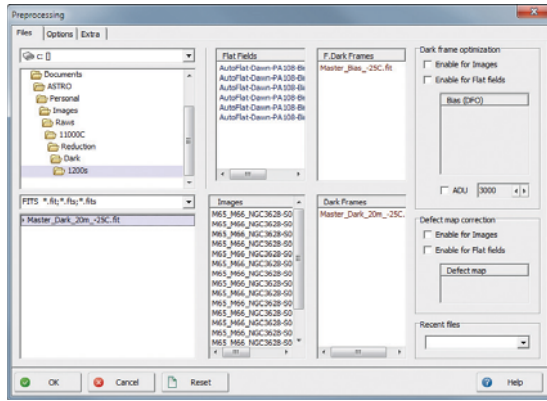 Preprocessing
Files
Options
Extra
c: []
Documents
ASTRO
Personal
Images
Raws
11000C
Reduction
Dark
1200s
FITS *.fit;*.fts;*.fits
Master_Dark_20m_-25C.fit
Flat Fields
AutoFlat-Dawn-PA108-Bi
AutoFlat-Dawn-PA108-Bi
AutoFlat-Dawn-PA108-Bi
AutoFlat-Dawn-PA108-Bi
AutoFlat-Dawn-PA108-Bi
AutoFlat-Dawn-PA108-Bi
F.Dark Frames
Master_Bias_-25C.fit
Images
M65_M66_NGC3628-S0
M65_M66_NGC3628-S0
M65_M66_NGC3628-S0
M65_M66_NGC3628-S0
M65_M66_NGC3628-S0
M65_M66_NGC3628-S0
M65_M66_NGC3628-S0
M65_M66_NGC3628-S0
M65_M66_NGC3628-S0
M65_M66_NGC3628-S0
M65_M66_NGC3628-S0
M65_M66_NGC3628-S0
M65_M66_NGC3628-S0
M65_M66_NGC3628-S0
Dark Frames
Master_Dark_20m_-25C.
Dark frame optimization
Enable for Images
Enable for Flat fields
Bias (DFO)
ADU 3000
Defect map correction
Enable for Images
Enable for Flat fields
Defect map
Recent files
OK
Cancel
Reset
Help